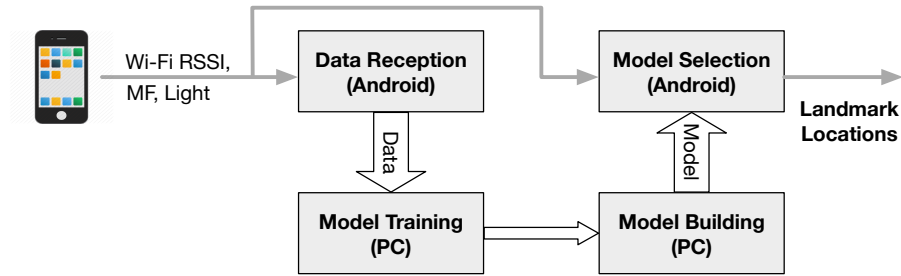 Wi-Fi RSSI,
MF, Light
Data Reception
(Android)
Model Selection
(Android)
Landmark
Locations
Data
Model
Model Training
(PC)
Model Building
(PC)